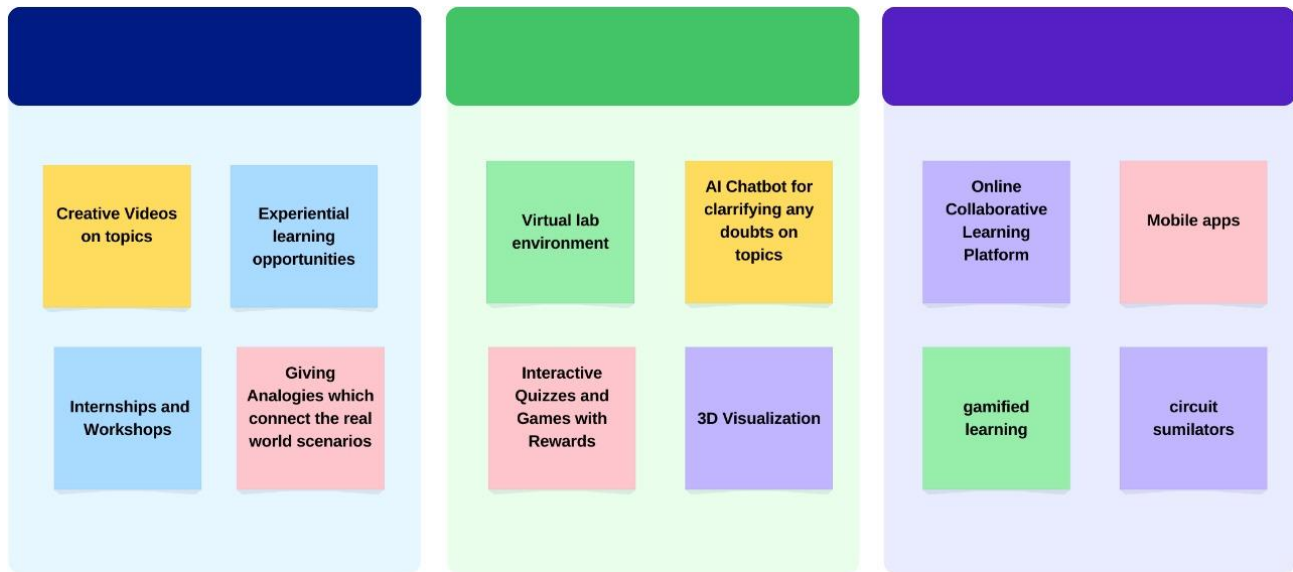 Creative Videos
on topics
Experiential
learning
opportunities
Internships and
Workshops
Giving
Analogies which
connect the real
world scenarios
Virtual lab
environment
AI Chatbot for
clarrifying any
doubts on
topics
Interactive
Quizzes and
Games with
Rewards
3D Visualization
Online
Collaborative
Learning
Platform
Mobile apps
gamified
learning
circuit
sumilators